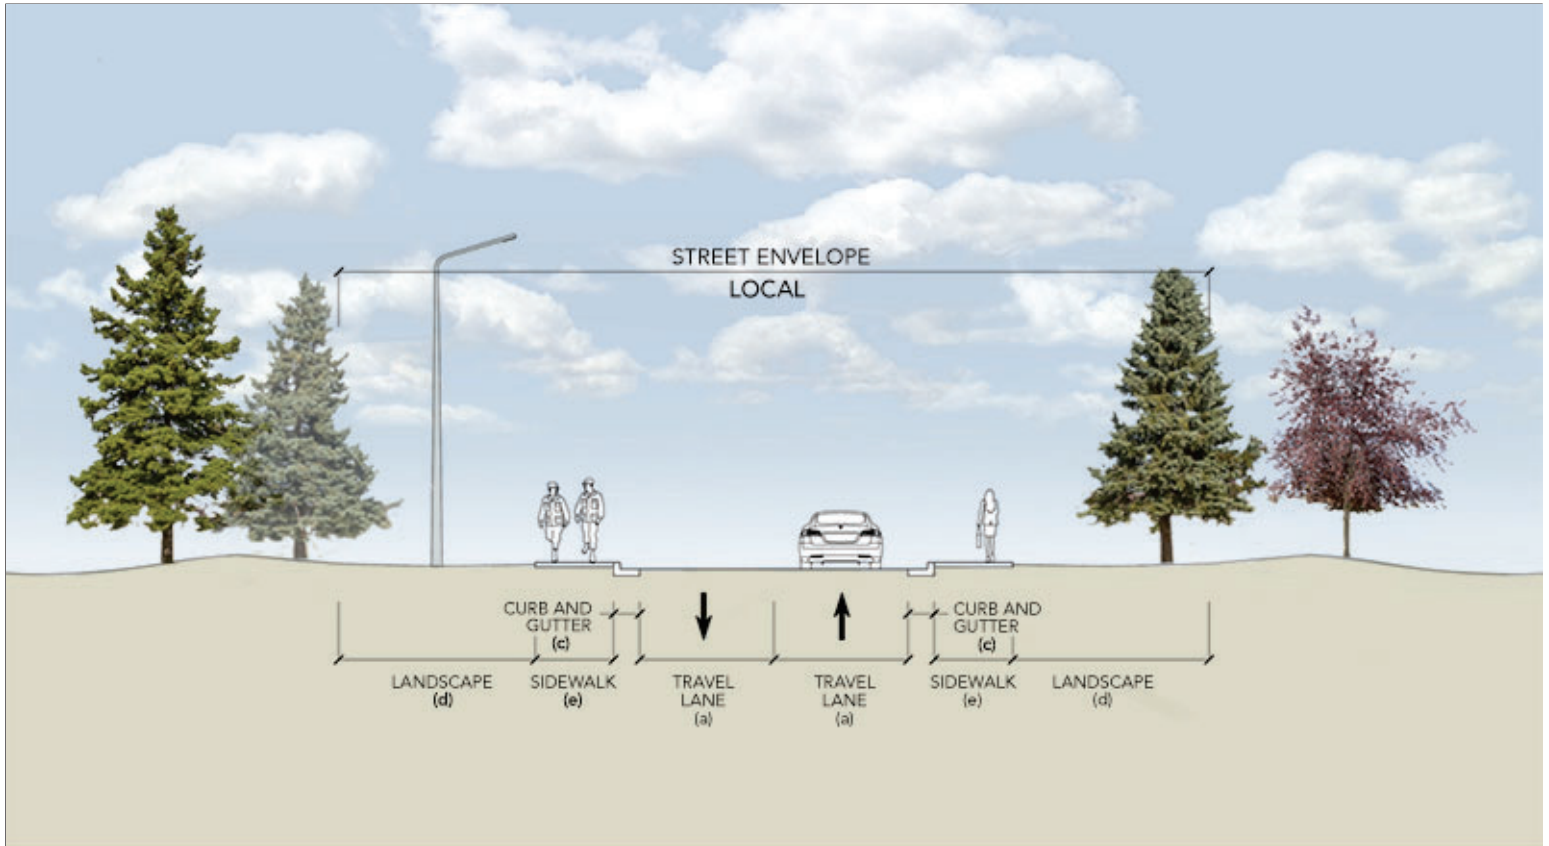 STREET ENVELOPE
LOCAL
CURB AND
GUTTER
(c)
CURB AND
GUTTER
(c)
LANDSCAPE
(d)
SIDEWALK
(e)
TRAVEL
LANE
(a)
TRAVEL
LANE
(a)
SIDEWALK
(e)
LANDSCAPE
(d)